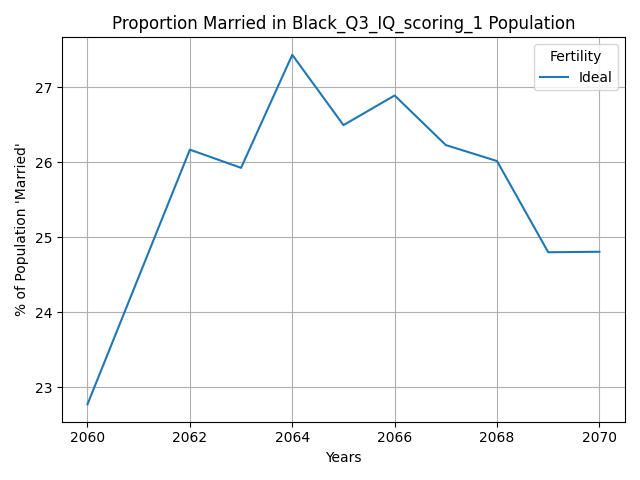 Proportion Married in Black_Q3_IQ_scoring_1 Population
Fertility
Ideal
% of Population 'Married'
27
26
25
24
23
2060
2062
2064
2066
2068
2070
Years